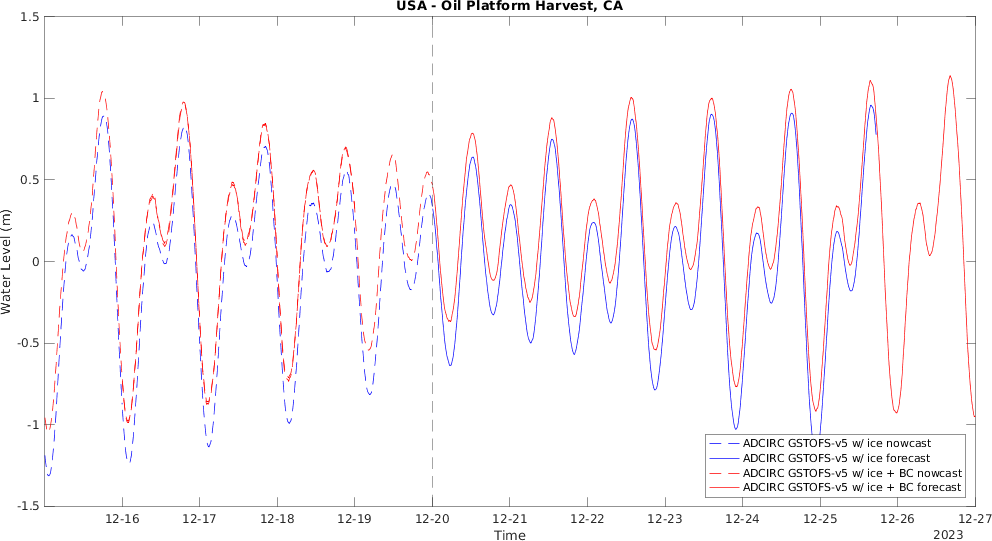 USA - Oil Platform Harvest, CA
1.5
1
0.5
0
-0.5
-1
-1.5
Water Level (m)
ADCIRC GSTOFS-v5 w/ ice nowcast
ADCIRC GSTOFS-v5 w/ ice forecast
ADCIRC GSTOFS-v5 w/ ice + BC nowcast
ADCIRC GSTOFS-v5 w/ ice + BC forecast
12-16 12-17 12-18 12-19 12-20 12-21 12-22 12-23 12-24 12-25 12-26 12-27
Time
2023